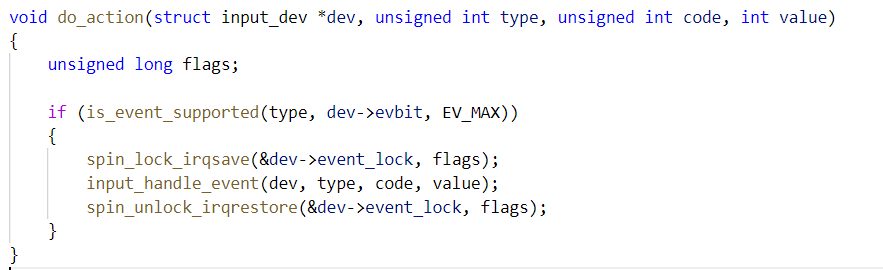 void do_action(struct input_dev *dev, unsigned int type, unsigned int code, int value)
{
    unsigned long flags;

    if (is_event_supported(type, dev->evbit, EV_MAX))
    {
        spin_lock_irqsave(&dev->event_lock, flags);
        input_handle_event(dev, type, code, value);
        spin_unlock_irqrestore(&dev->event_lock, flags);
    }
}